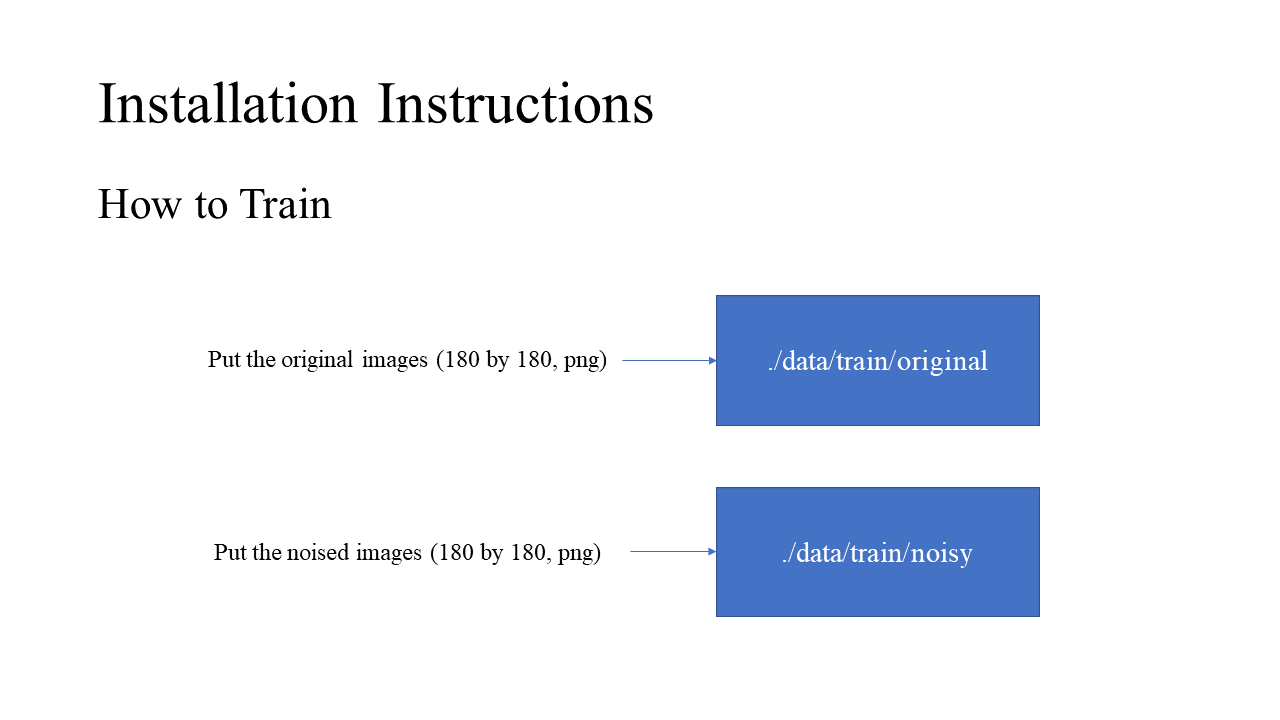 Installation Instructions
How to Train
Put the original images (180 by 180, png)
./data/train/original
Put the noised images (180 by 180, png)
./data/train/noisy